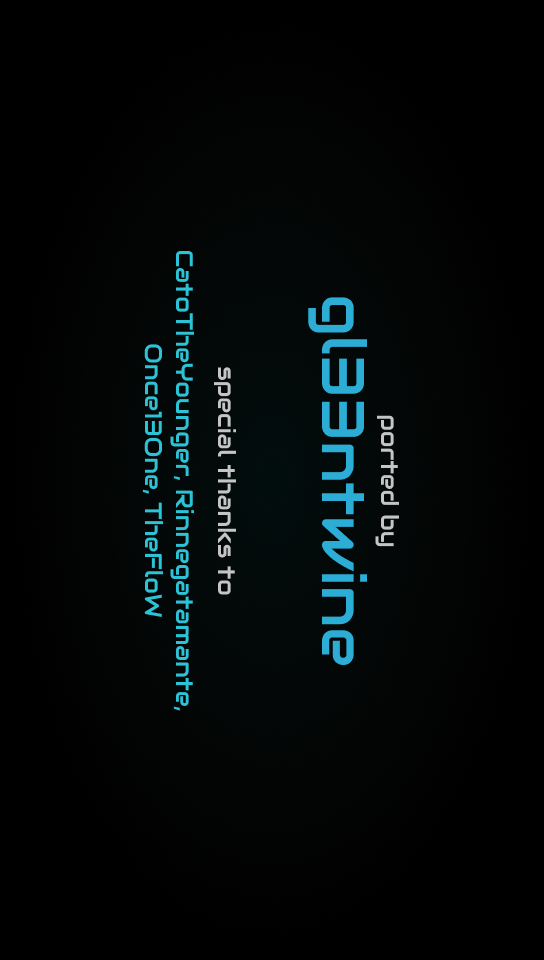 ported by
gl33ntwine
special thanks to
CatoTheYounger, Rinnegatamante,
Once13One, TheFloW